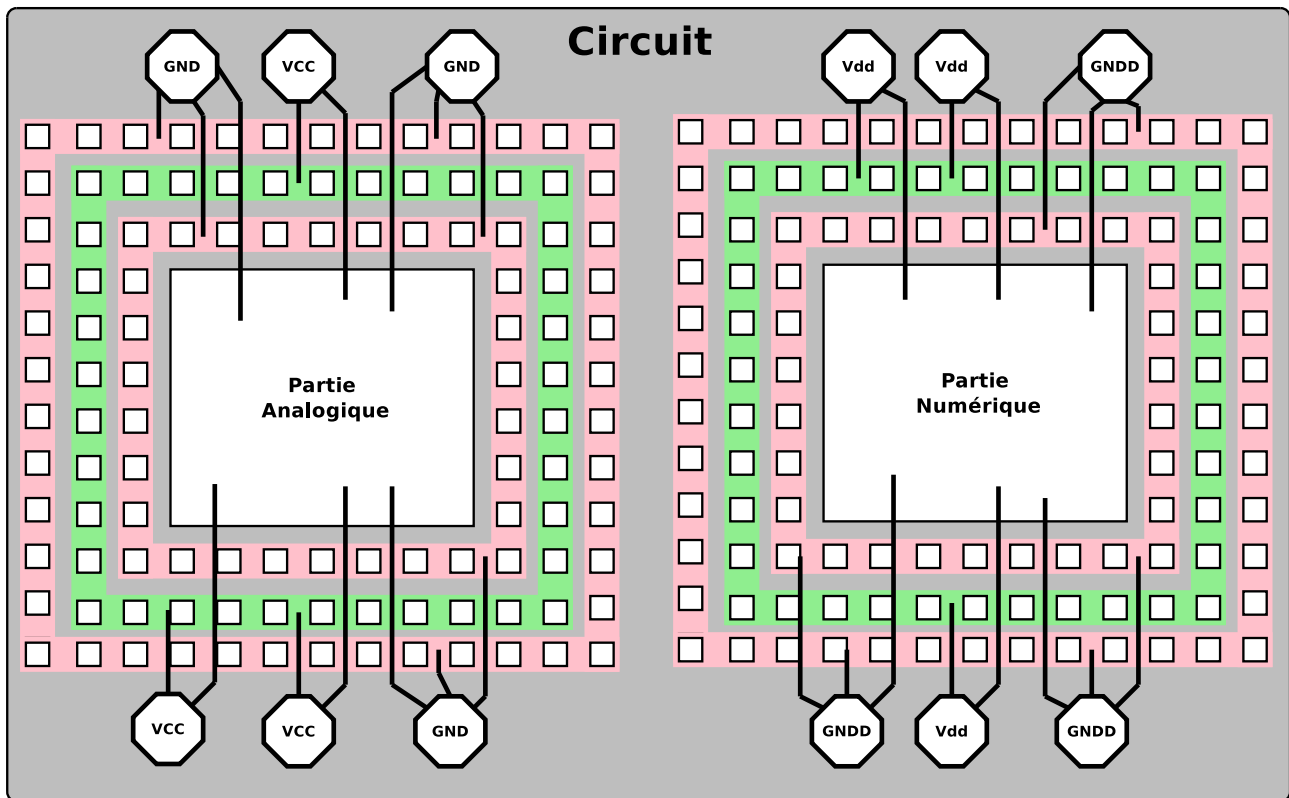 Circuit
GND
VCC
GND
Vdd
Vdd
GNDD
Partie
Analogique
Partie
Numérique
VCC
VCC
GND
GNDD
Vdd
GNDD